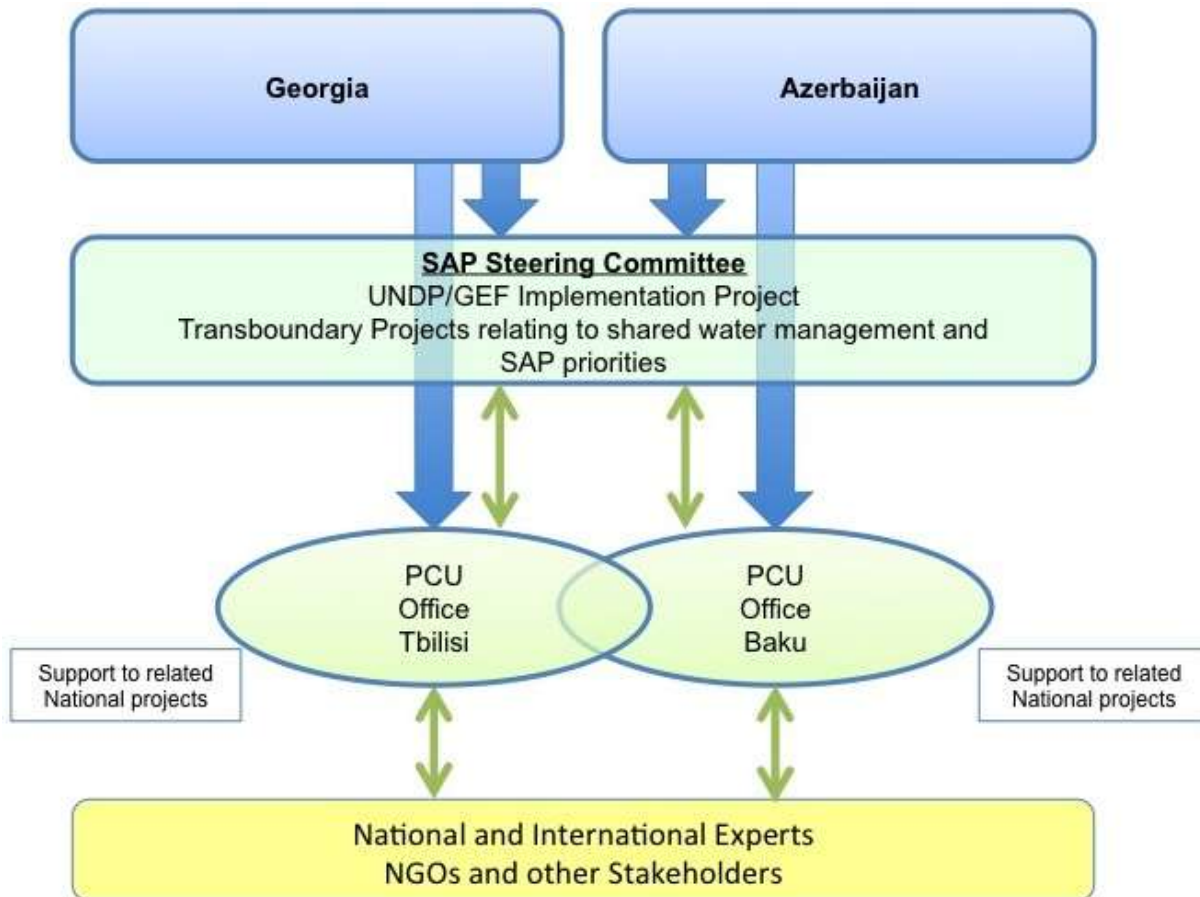 Georgia
Azerbaijan
SAP Steering Committee
UNDP/GEF Implementation Project
Transboundary Projects relating to shared water management and
SAP priorities
PCU
Office
Tbilisi
PCU
Office
Baku
Support to related
National projects
Support to related
National projects
National and International Experts
NGOs and other Stakeholders